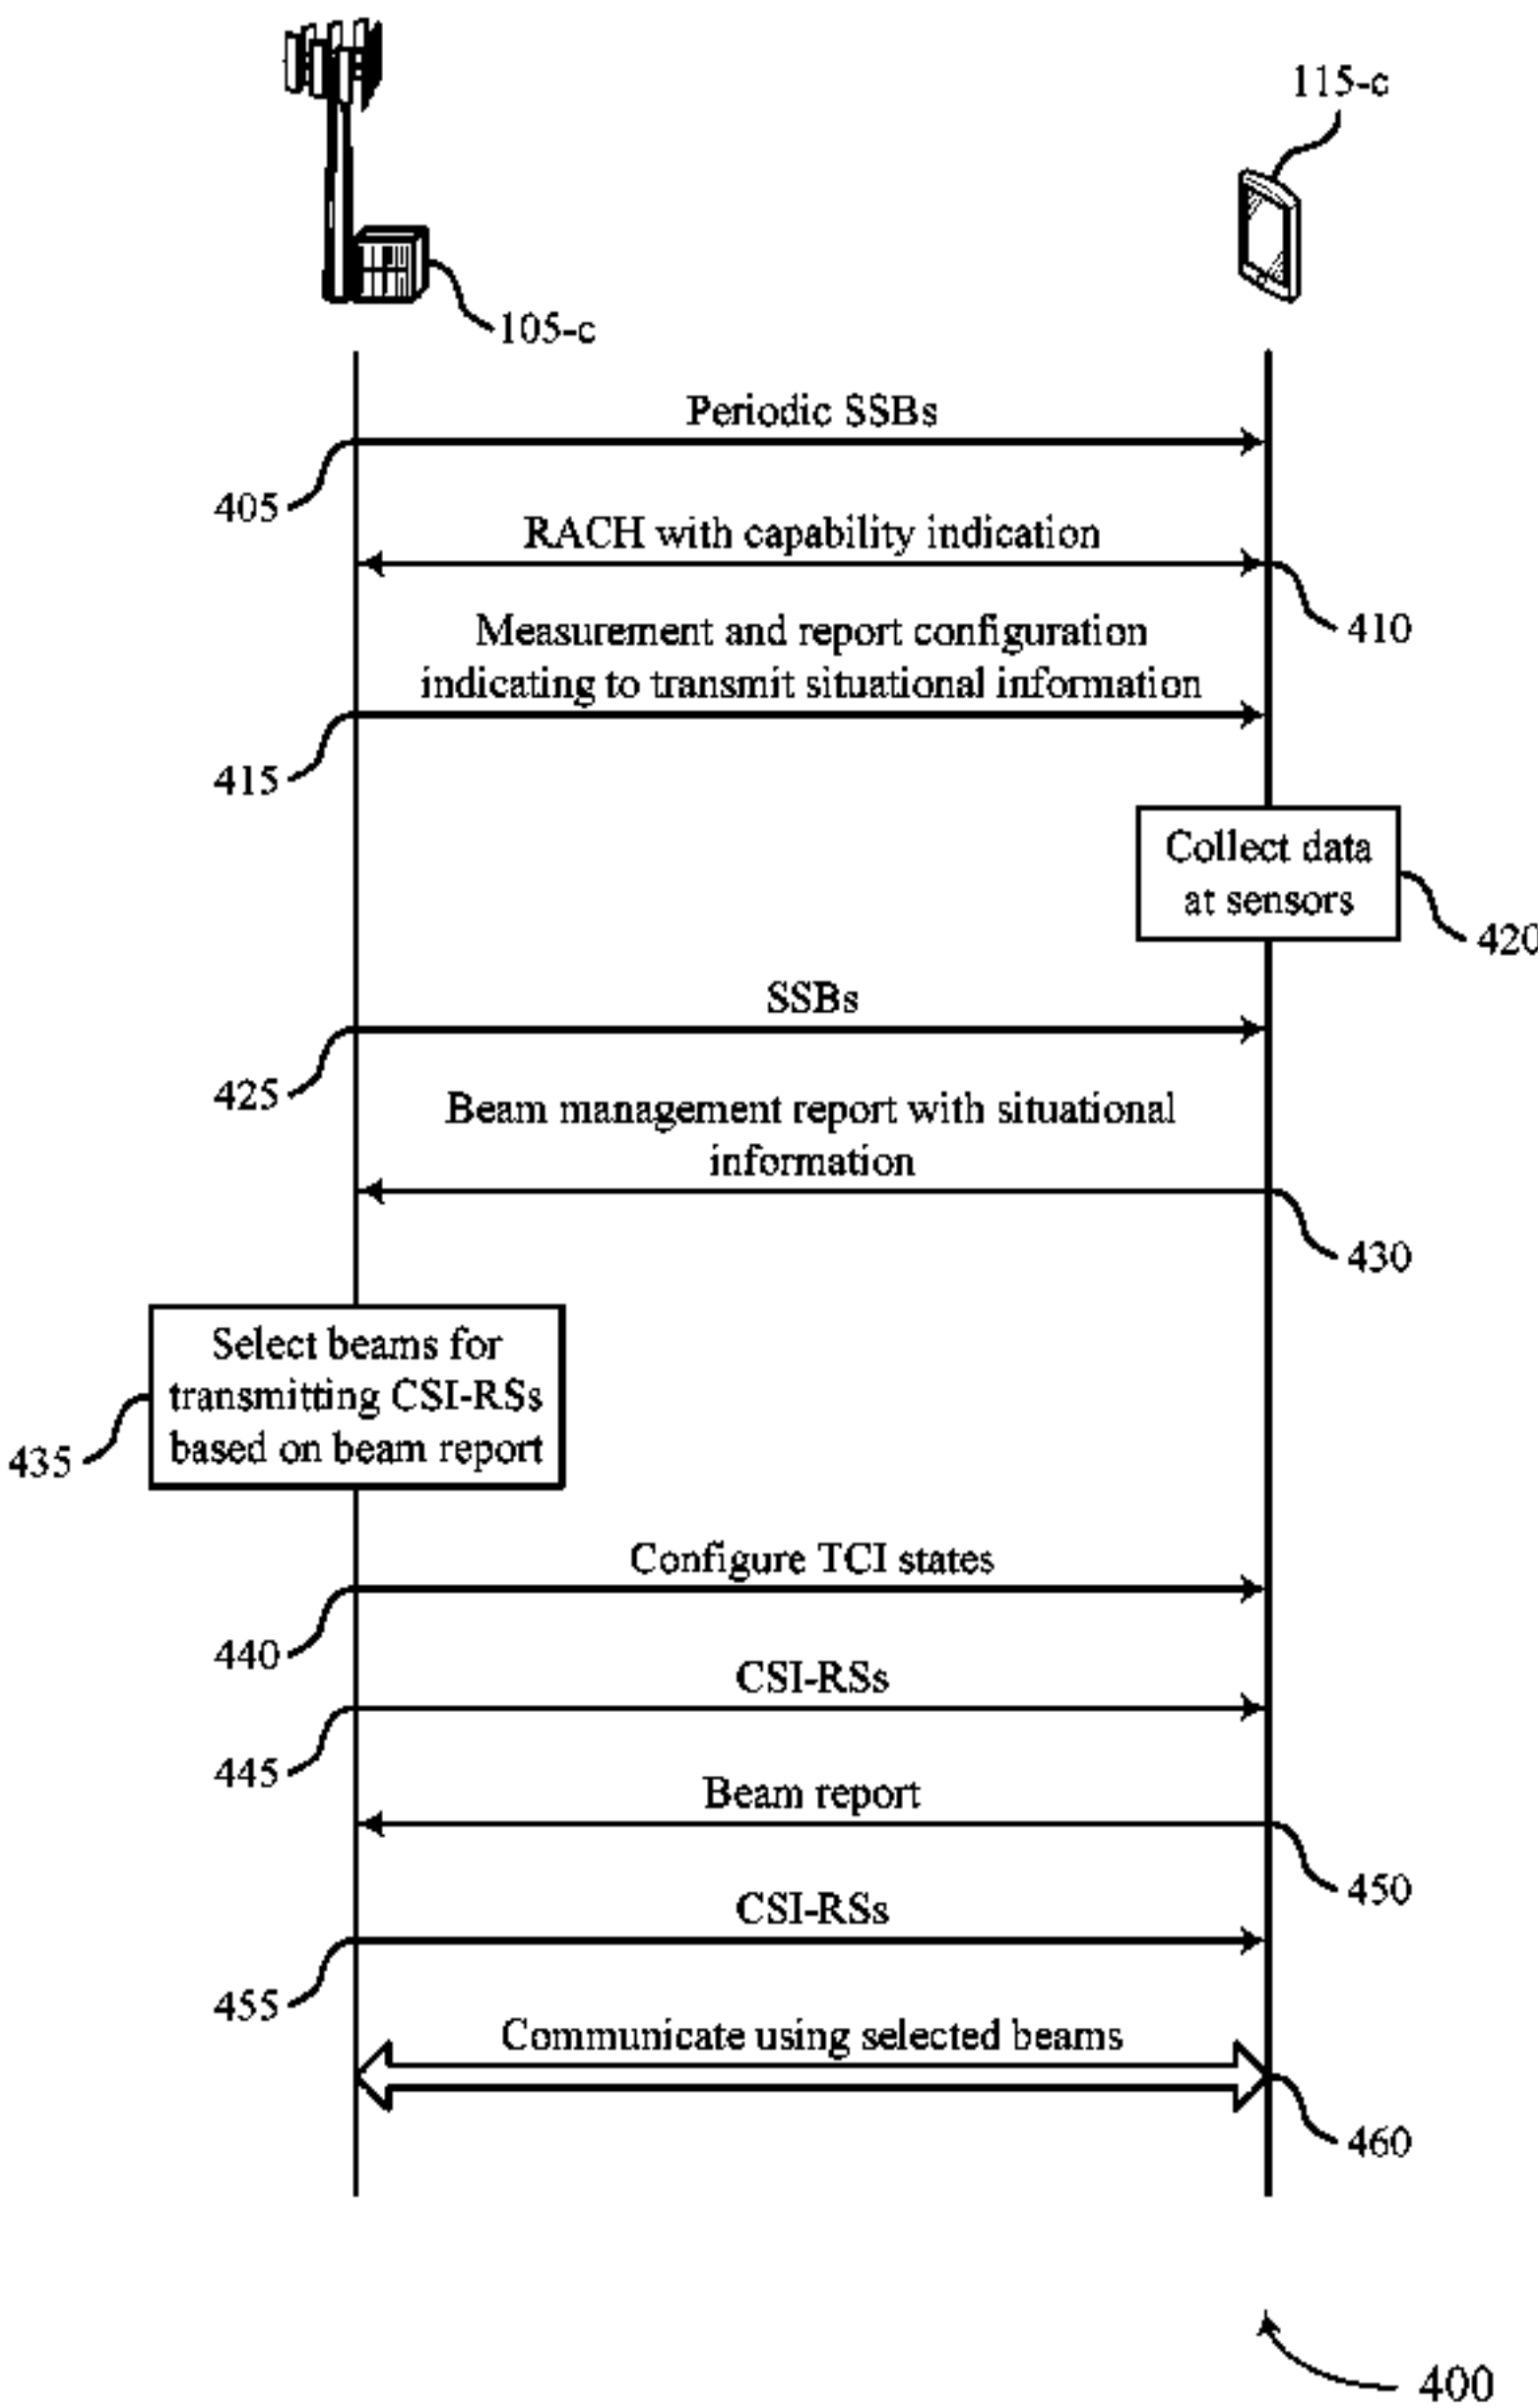 115-c
105-c
Periodic SSBs
405
RACH with capability indication
410
Measurement and report configuration
indicating to transmit situational information
415
Collect data
at sensors
420
SSBs
425
Beam management report with situational
information
430
Select beams for
transmitting CSI-RSs
based on beam report
435
Configure TCI states
440
CSI-RSs
445
Beam report
450
CSI-RSs
455
Communicate using selected beams
460
400